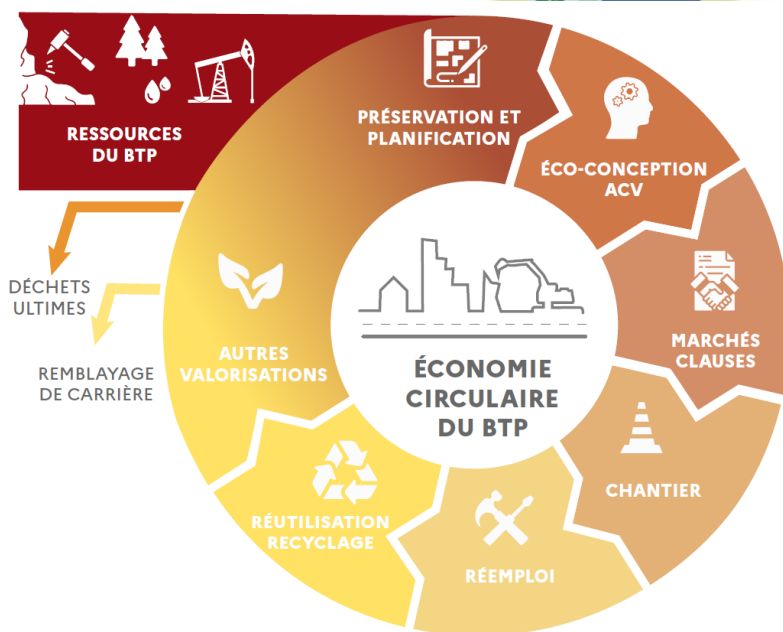 RESSOURCES
DU BTP
PRÉSERVATION ET
PLANIFICATION
ÉCO-CONCEPTION
ACV
MARCHÉS
CLAUSES
CHANTIER
RÉEMPLOI
RÉUTILISATION
RECYCLAGE
AUTRES
VALORISATIONS
DÉCHETS
ULTIMES
REMBLAYAGE
DE CARRIÈRE
ÉCONOMIE
CIRCULAIRE
DU BTP